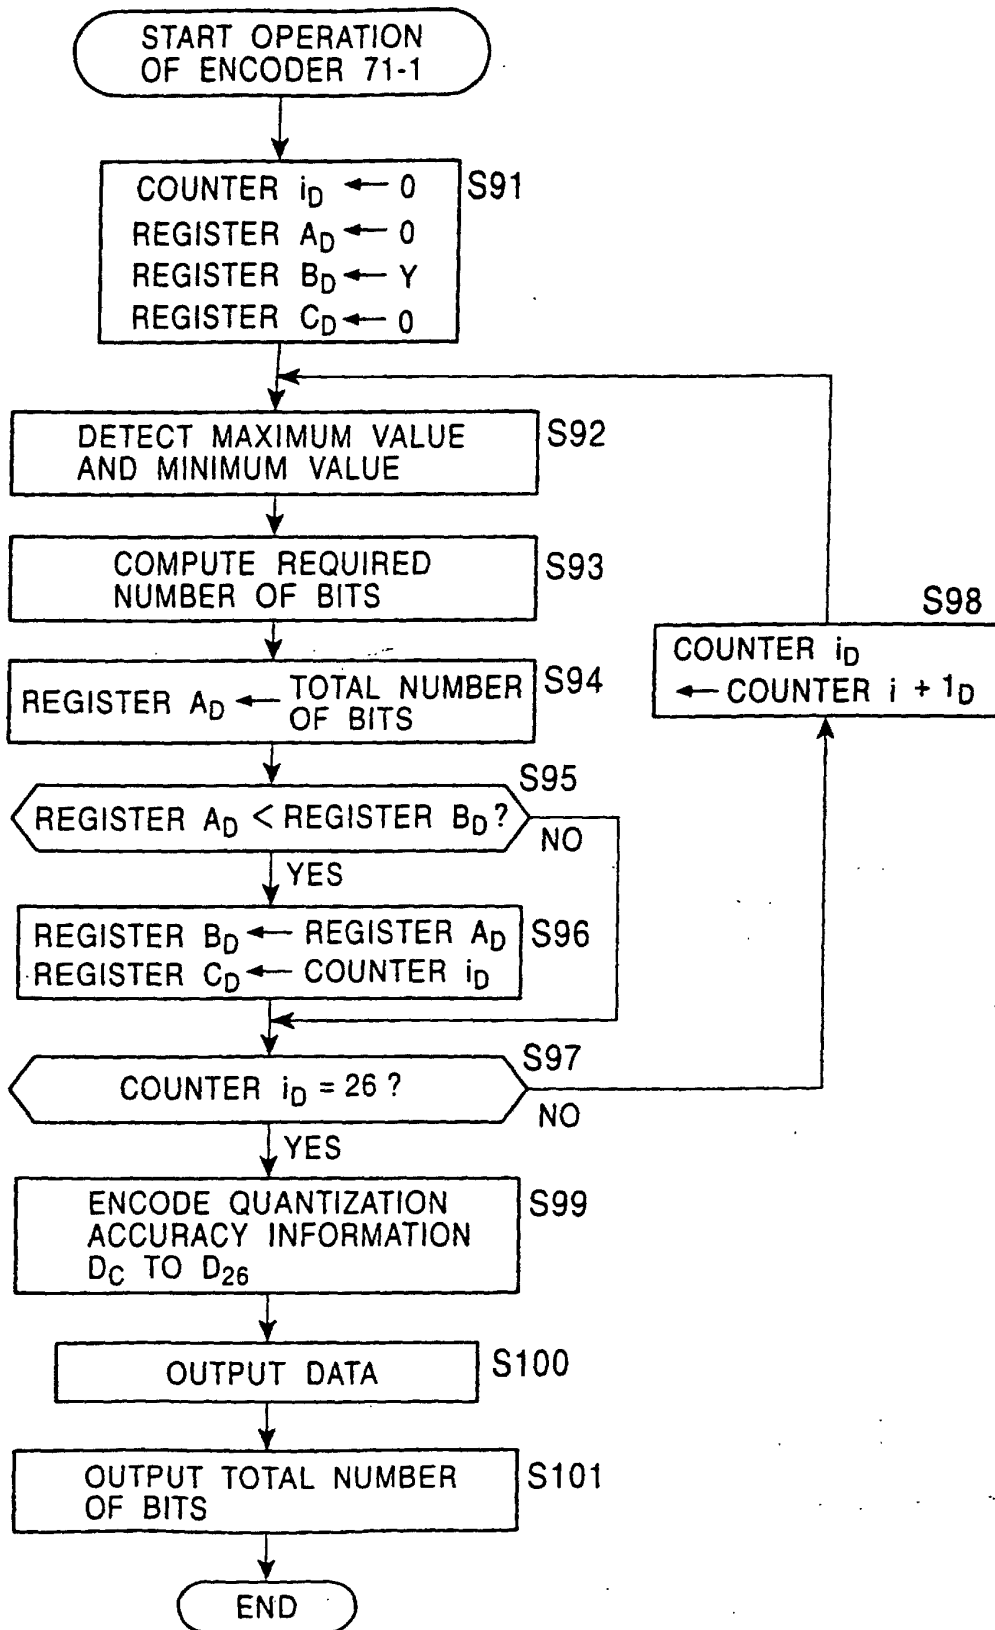 START OPERATION
OF ENCODER 71-1
COUNTER iD ← 0
REGISTER AD ← 0
REGISTER BD ← Y
REGISTER CD ← 0
S91
DETECT MAXIMUM VALUE
AND MINIMUM VALUE
S92
COMPUTE REQUIRED
NUMBER OF BITS
S93
S98
COUNTER iD
← COUNTER i + 1D
REGISTER AD ← TOTAL NUMBER
OF BITS
S94
S95
REGISTER AD < REGISTER BD ?
NO
YES
REGISTER BD ← REGISTER AD
REGISTER CD ← COUNTER iD
S96
S97
COUNTER iD = 26 ?
NO
YES
ENCODE QUANTIZATION
ACCURACY INFORMATION
DC TO D26
S99
OUTPUT DATA
S100
OUTPUT TOTAL NUMBER
OF BITS
S101
END